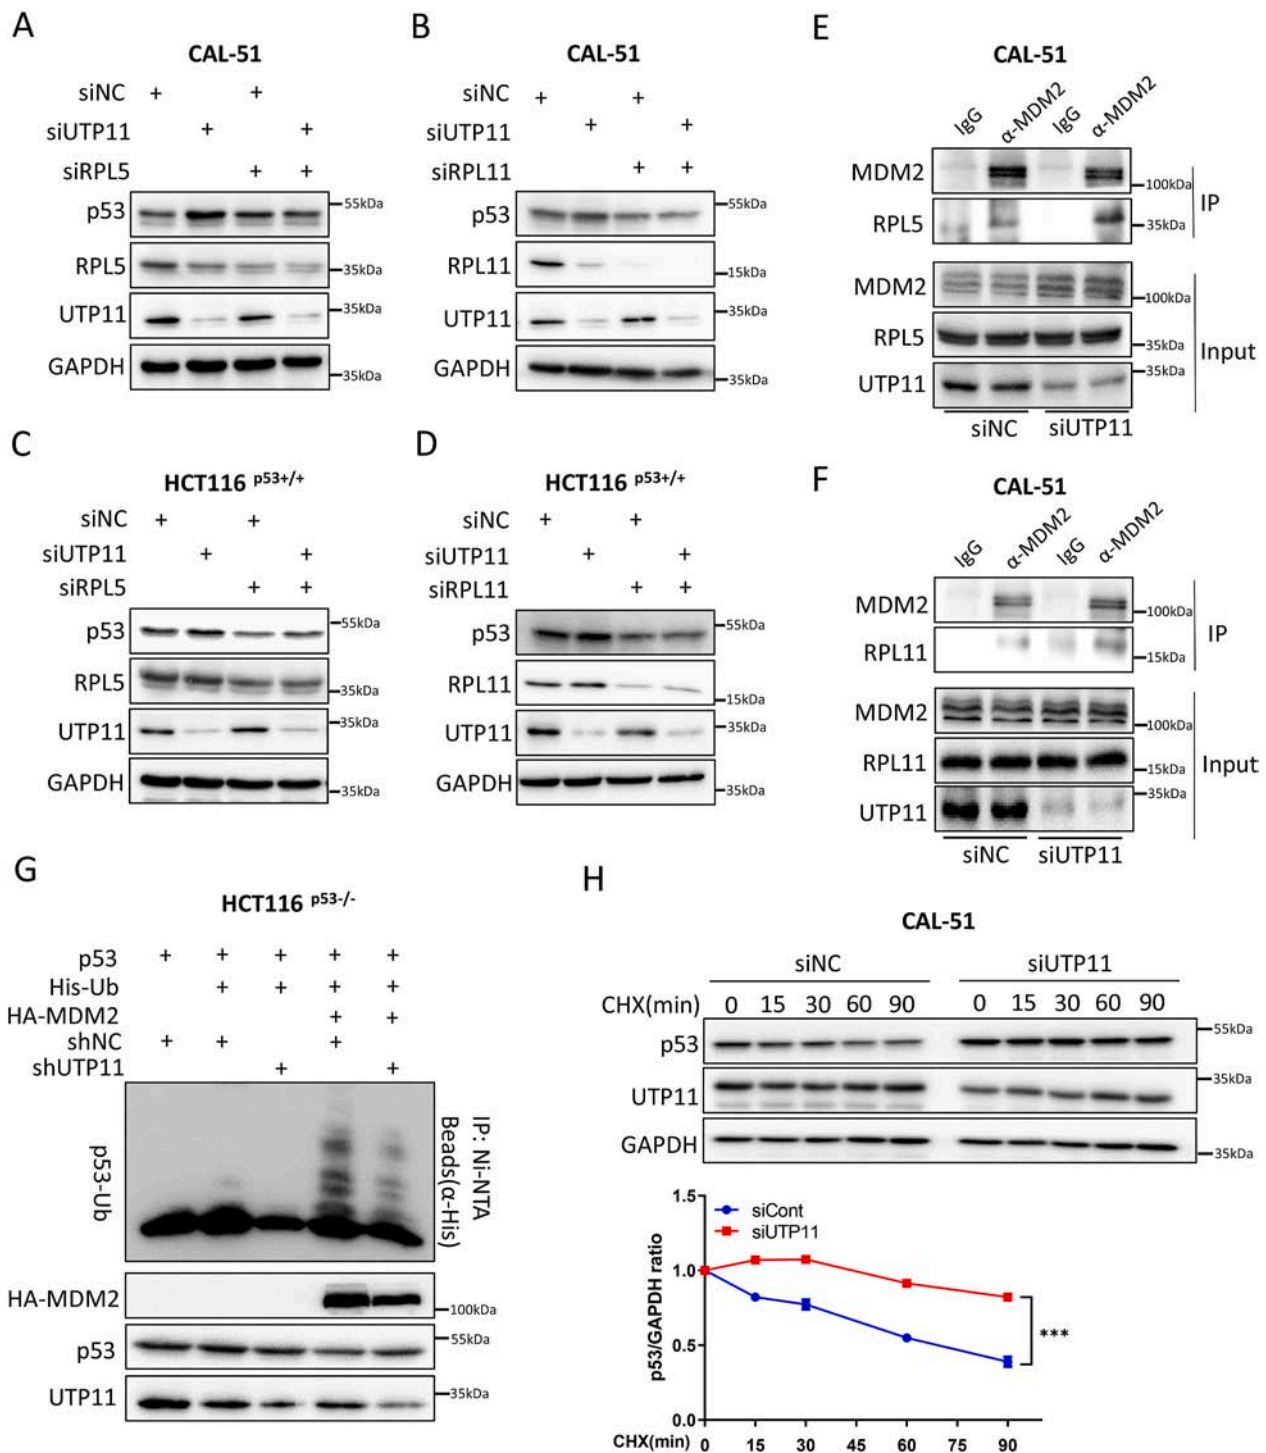 A
CAL-51
siNC + +
siUTP11 + +
siRPL5 + +
p53 55kDa
RPL5 35kDa
UTP11 35kDa
GAPDH 35kDa
B
CAL-51
siNC + +
siUTP11 + +
siRPL11 + +
p53 55kDa
RPL11 15kDa
UTP11 35kDa
GAPDH 35kDa
C
HCT116 p53+/+
siNC + +
siUTP11 + +
siRPL5 + +
p53 55kDa
RPL5 35kDa
UTP11 35kDa
GAPDH 35kDa
D
HCT116 p53+/+
siNC + +
siUTP11 + +
siRPL11 + +
p53 55kDa
RPL11 15kDa
UTP11 35kDa
GAPDH 35kDa
E
CAL-51
IgG α-MDM2 IgG α-MDM2
MDM2 100kDa
RPL5 35kDa
IP
MDM2 100kDa
RPL5 35kDa
UTP11 35kDa
Input
siNC siUTP11
F
CAL-51
IgG α-MDM2 IgG α-MDM2
MDM2 100kDa
RPL11 15kDa
IP
MDM2 100kDa
RPL11 15kDa
UTP11 35kDa
Input
siNC siUTP11
G
HCT116 p53-/-
p53 + + + + +
His-Ub + + + +
HA-MDM2 + +
shNC + + +
shUTP11 + +
p53-Ub
IP: Ni-NTA
Beads(α-His)
HA-MDM2 100kDa
p53 55kDa
UTP11 35kDa
H
CAL-51
siNC siUTP11
CHX(min) 0 15 30 60 90 0 15 30 60 90
p53 55kDa
UTP11 35kDa
GAPDH 35kDa
siCont
siUTP11
p53/GAPDH ratio
1.5
1.0
0.5
0.0
***
CHX(min) 0 15 30 45 60 75 90